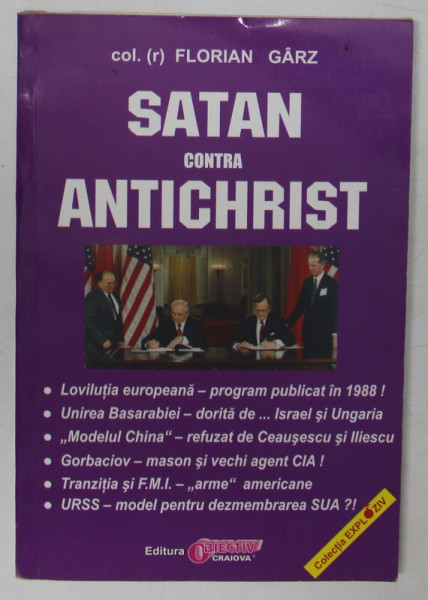 col. (r) FLORIAN GÂRZ
SATAN
CONTRA
ANTICHRIST
• Loviluția europeană – program publicat în 1988 !
• Unirea Basarabiei – dorită de ... Israel și Ungaria
• „Modelul China“ – refuzat de Ceaușescu și Iliescu
• Gorbaciov – mason și vechi agent CIA !
• Tranziția și F.M.I. – „arme“ americane
• URSS – model pentru dezmembrarea SUA ?!
Editura OBIECTIV
CRAIOVA
Colecția EXPLOZIV